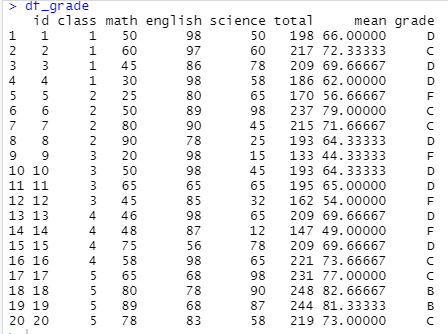 > df_grade
id class math english science total mean grade
1 1 1 50 98 50 198 66.00000 D
2 2 1 60 97 60 217 72.33333 C
3 3 1 45 86 78 209 69.66667 D
4 4 1 30 98 58 186 62.00000 D
5 5 2 25 80 65 170 56.66667 F
6 6 2 50 89 98 237 79.00000 C
7 7 2 80 90 45 215 71.66667 C
8 8 2 90 78 25 193 64.33333 D
9 9 3 20 98 15 133 44.33333 F
10 10 3 50 98 45 193 64.33333 D
11 11 3 65 65 65 195 65.00000 D
12 12 3 45 85 32 162 54.00000 F
13 13 4 46 98 65 209 69.66667 D
14 14 4 48 87 12 147 49.00000 F
15 15 4 75 56 78 209 69.66667 D
16 16 4 58 98 65 221 73.66667 C
17 17 5 65 68 98 231 77.00000 C
18 18 5 80 78 90 248 82.66667 B
19 19 5 89 68 87 244 81.33333 B
20 20 5 78 83 58 219 73.00000 C